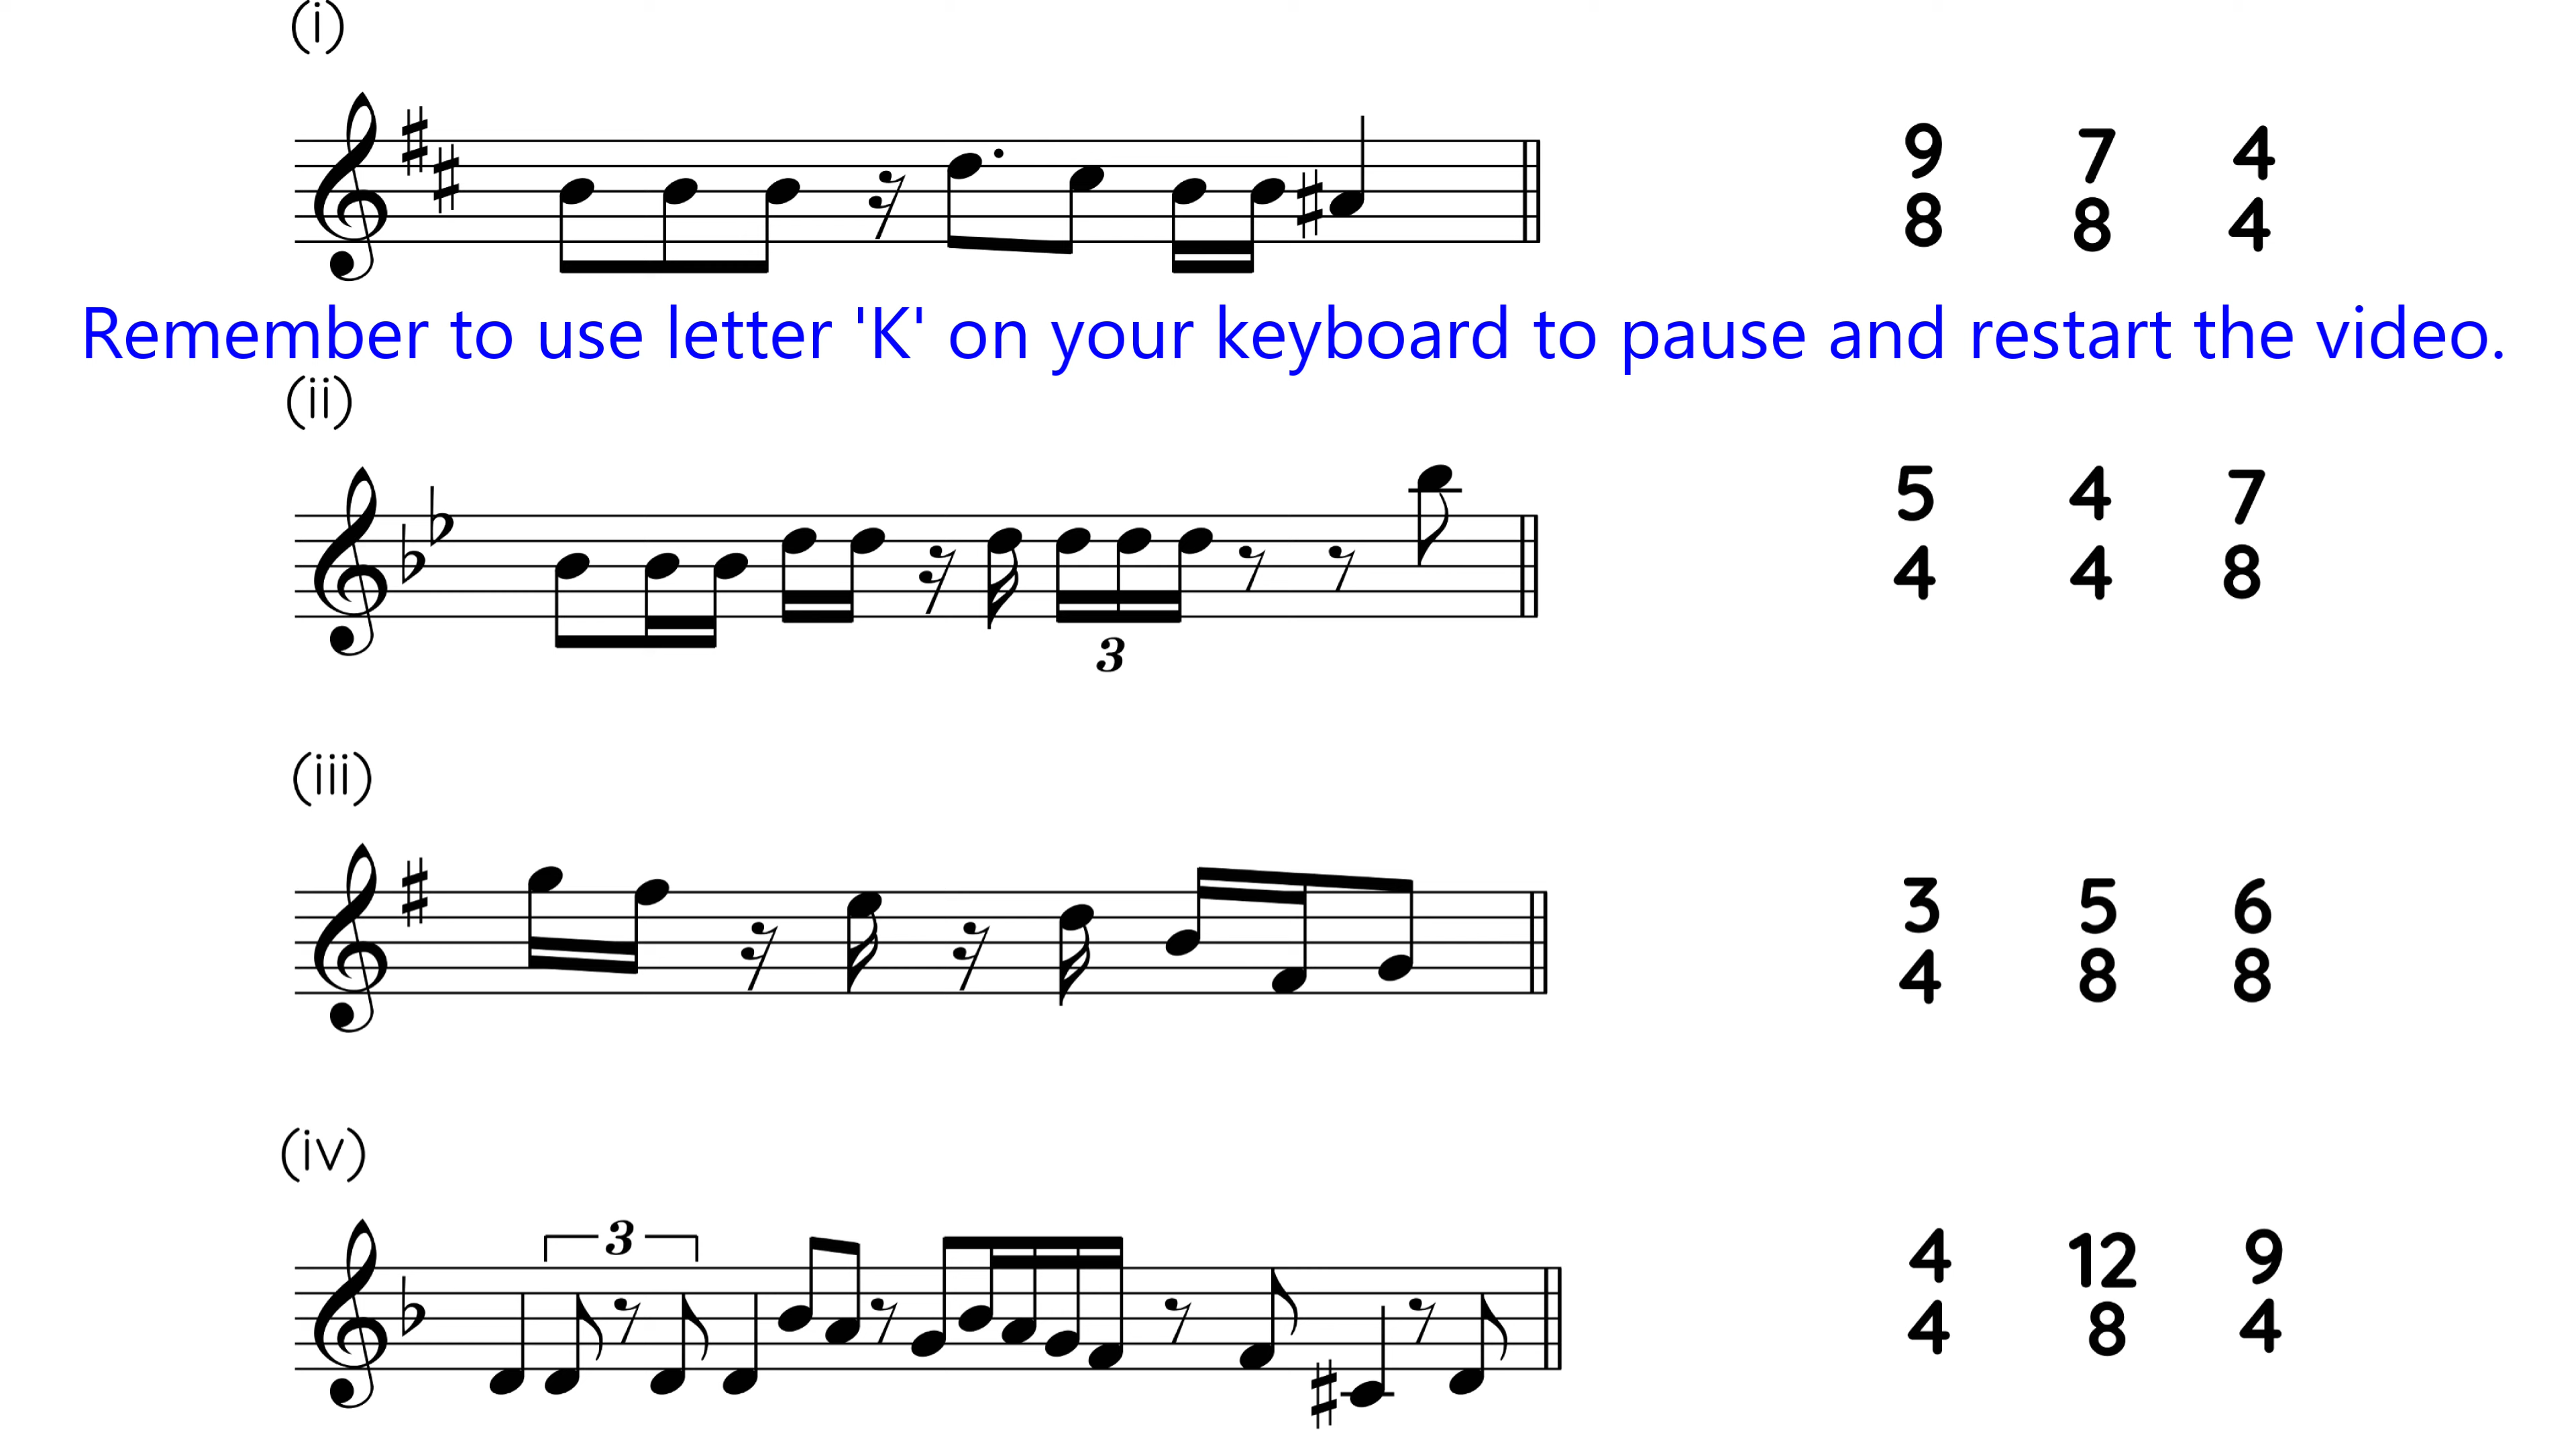 (i)
9 7 4
8 8 4
Remember to use letter 'K' on your keyboard to pause and restart the video.
(ii)
5 4 7
4 4 8
3
(iii)
3 5 6
4 8 8
(iv)
3
4 12 9
4 8 4